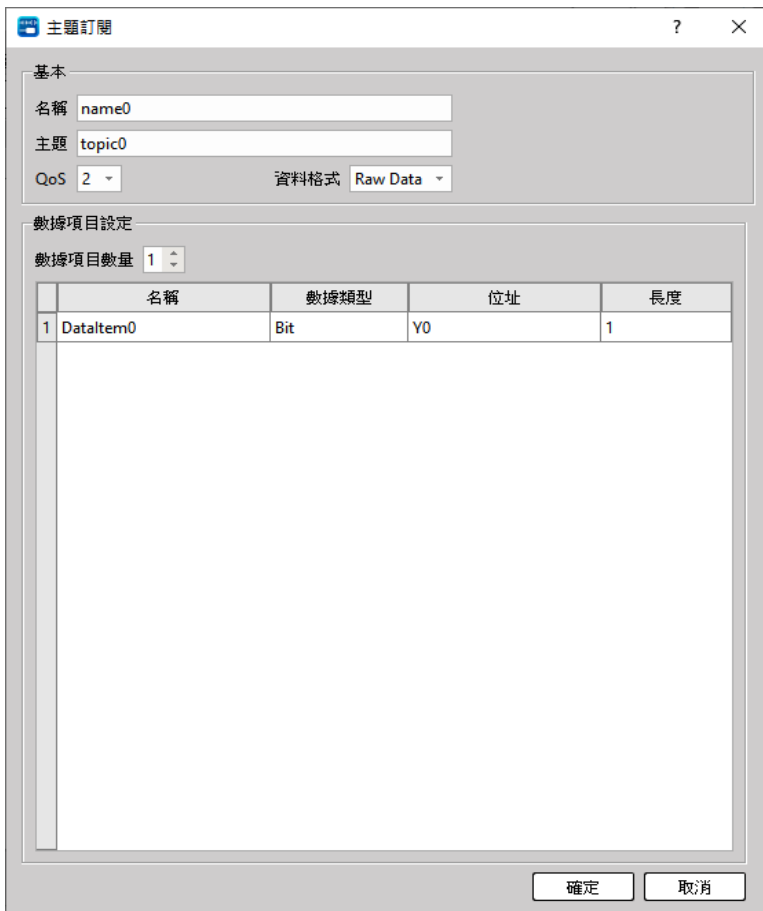 主題訂閱 ?
基本
名稱 name0
主題 topic0
QoS 2 資料格式 Raw Data
數據項目設定
數據項目數量 1
名稱 數據類型 位址 長度
1 DataItem0 Bit Y0 1
確定 取消